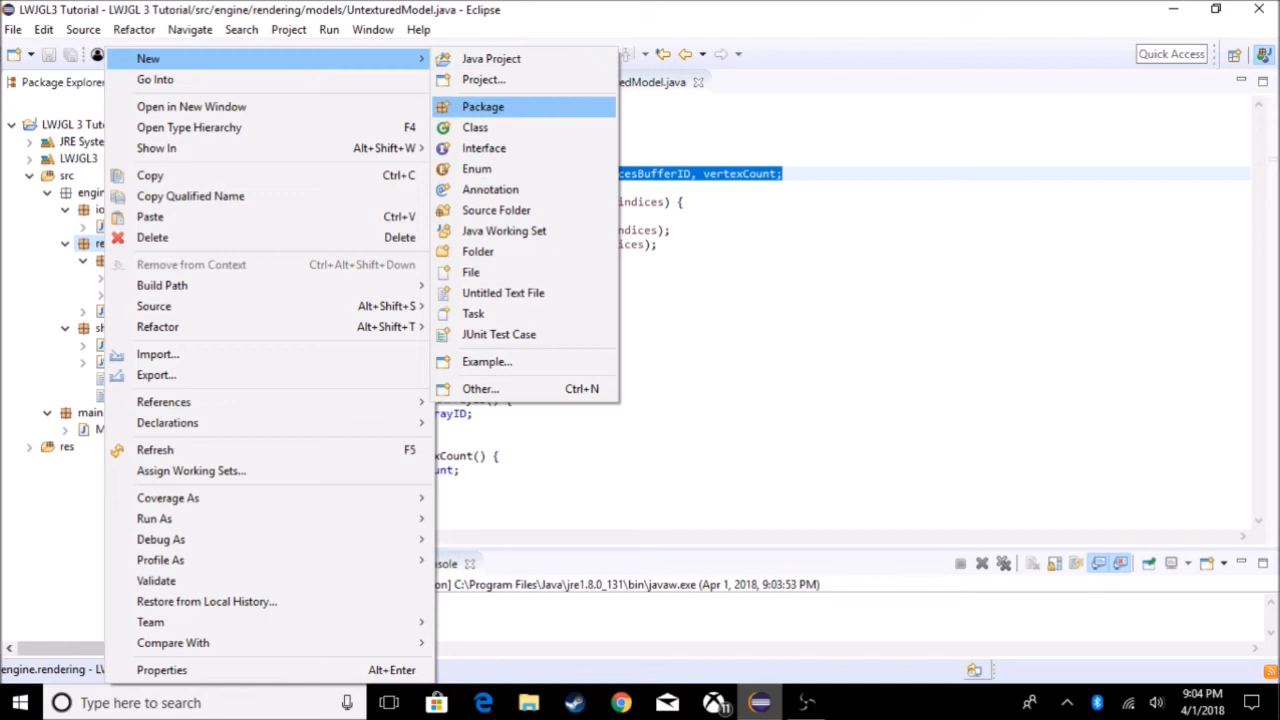 LWJGL3 Tutorial - LWJGL 3 Tutorial/src/engine/rendering/models/UntexturedModel.java - Eclipse
File Edit Source Refactor Navigate Search Project Run Window Help
Quick Access
Package Explorer
edModel.java
LWJGL 3 Tuto
JRE Syste
LWJGL3
src
engin
io
re
sh
main
M
res
New
Go Into
Open in New Window
Open Type Hierarchy F4
Show In Alt+Shift+W
Copy Ctrl+C
Copy Qualified Name
Paste Ctrl+V
Delete Delete
Remove from Context Ctrl+Alt+Shift+Down
Build Path
Source Alt+Shift+S
Refactor Alt+Shift+T
Import...
Export...
References
Declarations
Refresh F5
Assign Working Sets...
Coverage As
Run As
Debug As
Profile As
Validate
Restore from Local History...
Team
Compare With
Properties Alt+Enter
Java Project
Project...
Package
Class
Interface
Enum
Annotation
Source Folder
Java Working Set
Folder
File
Untitled Text File
Task
JUnit Test Case
Example...
Other... Ctrl+N
cesBufferID, vertexCount;
indices) {
ndices);
ices);
rayID;
xCount() {
unt;
sole
on] C:\Program Files\Java\jre1.8.0_131\bin\javaw.exe (Apr 1, 2018, 9:03:53 PM)
engine.rendering - LW
Type here to search
11
9:04 PM
4/1/2018